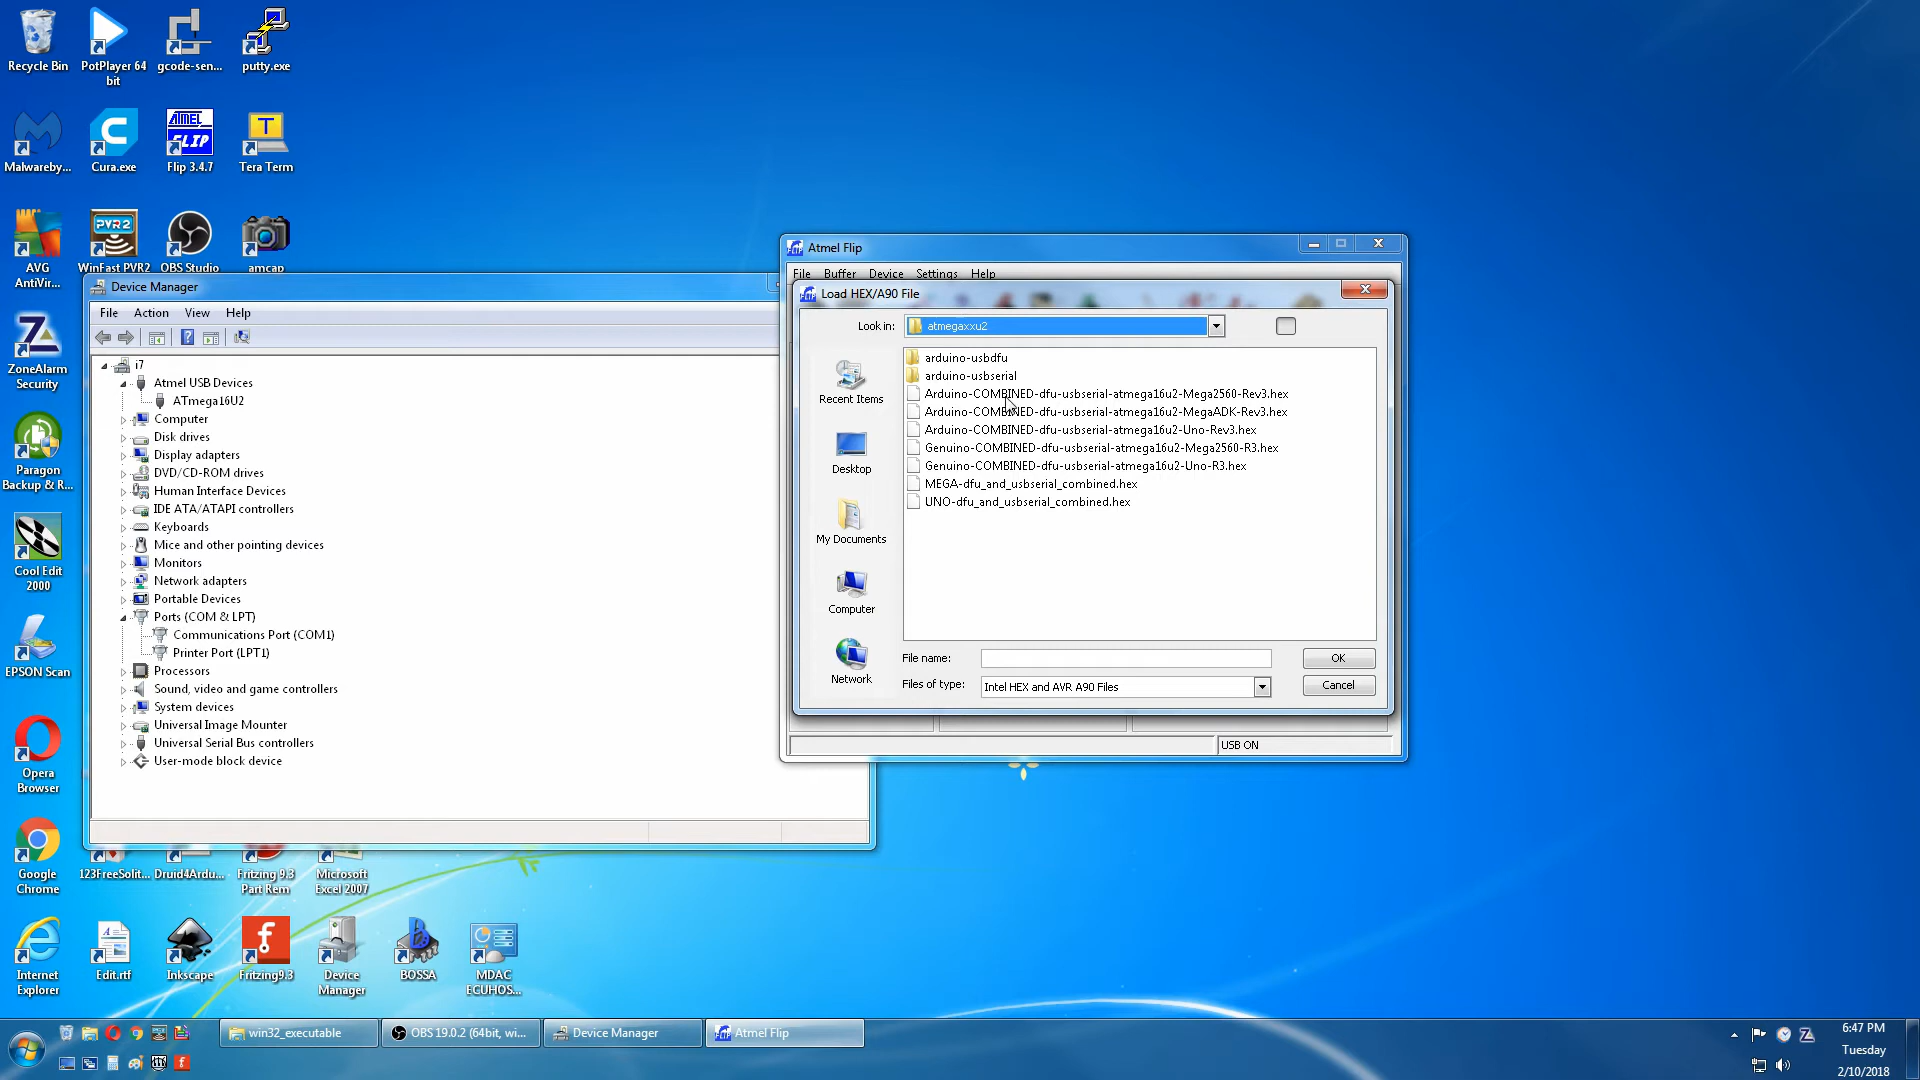 Recycle Bin
PotPlayer 64 bit
gcode-sen...
putty.exe
Malwareby...
Cura.exe
ATMEL FLIP
Flip 3.4.7
T
Tera Term
AVG AntiVir...
PVR2
WinFast PVR2
OBS Studio
amcap
ZoneAlarm Security
Paragon Backup & R...
Cool Edit 2000
EPSON Scan
Opera Browser
Google Chrome
123FreeSolit...
Druid4Ardu...
Fritzing 9.3 Part Rem
Microsoft Excel 2007
Internet Explorer
Edit.rtf
Inkscape
Fritzing9.3
Device Manager
BOSSA
MDAC ECUHOS...
Device Manager
File Action View Help
i7
Atmel USB Devices
ATmega16U2
Computer
Disk drives
Display adapters
DVD/CD-ROM drives
Human Interface Devices
IDE ATA/ATAPI controllers
Keyboards
Mice and other pointing devices
Monitors
Network adapters
Portable Devices
Ports (COM & LPT)
Communications Port (COM1)
Printer Port (LPT1)
Processors
Sound, video and game controllers
System devices
Universal Image Mounter
Universal Serial Bus controllers
User-mode block device
Atmel Flip
File Buffer Device Settings Help
Load HEX/A90 File
Look in: atmegaxxu2
Recent Items
Desktop
My Documents
Computer
Network
arduino-usbdfu
arduino-usbserial
Arduino-COMBINED-dfu-usbserial-atmega16u2-Mega2560-Rev3.hex
Arduino-COMBINED-dfu-usbserial-atmega16u2-MegaADK-Rev3.hex
Arduino-COMBINED-dfu-usbserial-atmega16u2-Uno-Rev3.hex
Genuino-COMBINED-dfu-usbserial-atmega16u2-Mega2560-R3.hex
Genuino-COMBINED-dfu-usbserial-atmega16u2-Uno-R3.hex
MEGA-dfu_and_usbserial_combined.hex
UNO-dfu_and_usbserial_combined.hex
File name: OK
Files of type: Intel HEX and AVR A90 Files Cancel
USB ON
win32_executable
OBS 19.0.2 (64bit, wi...
Device Manager
Atmel Flip
6:47 PM
Tuesday
2/10/2018